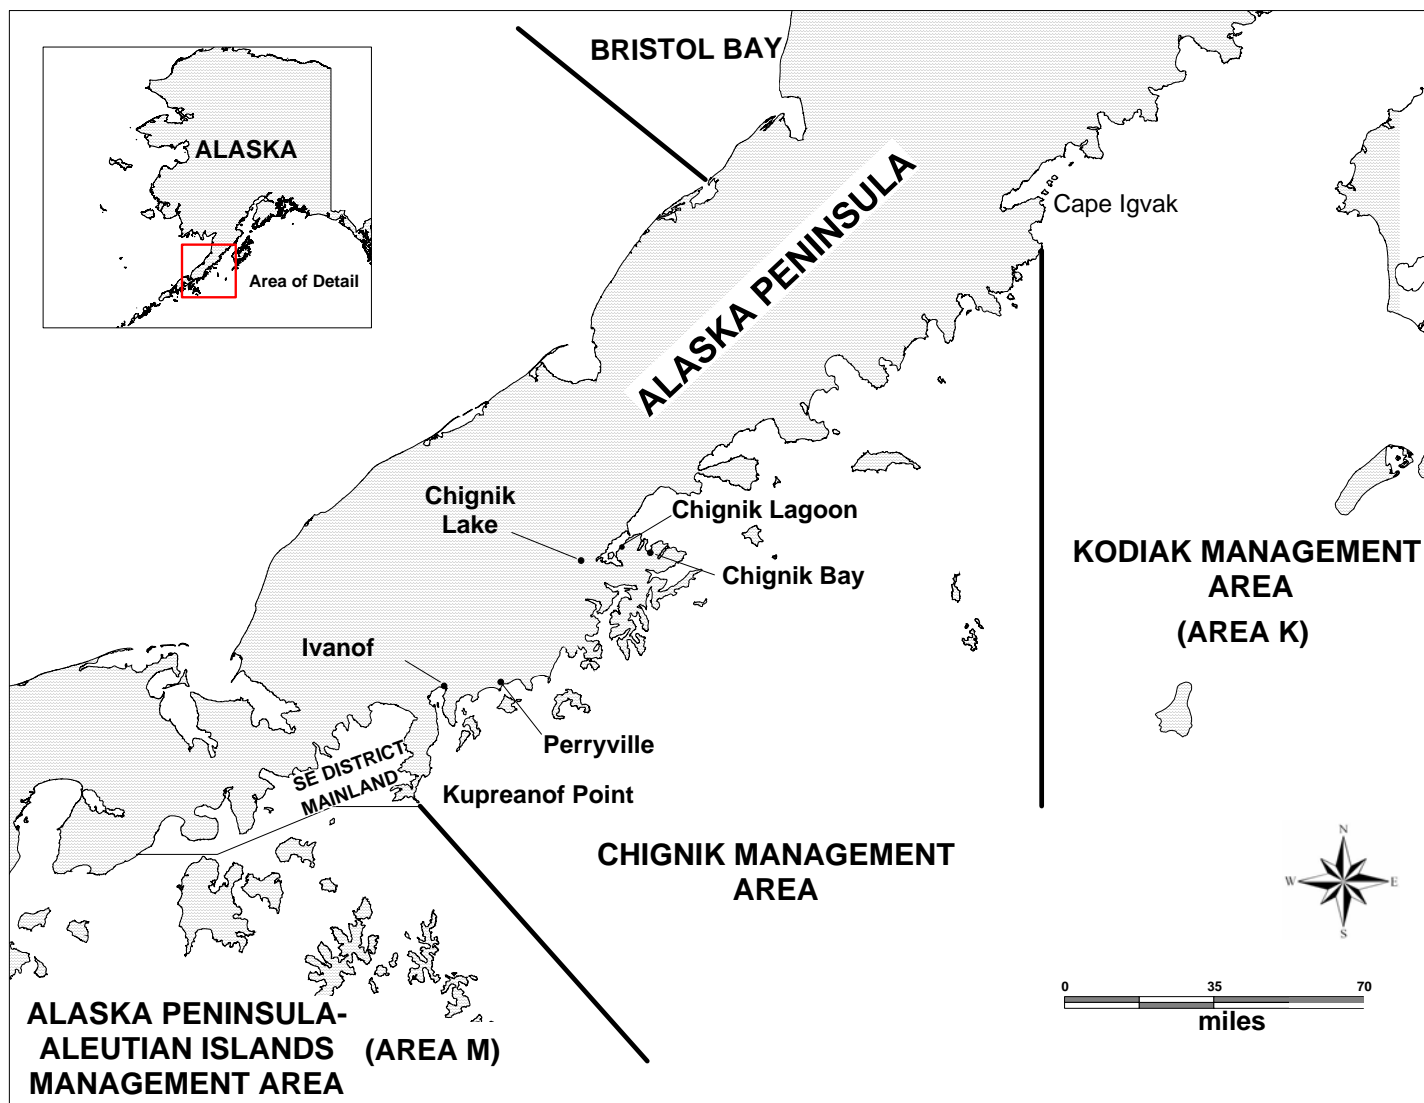 BRISTOL BAY
ALASKA
Area of Detail
ALASKA PENINSULA
Cape Igvak
Chignik
Lake
Chignik Lagoon
Chignik Bay
KODIAK MANAGEMENT
AREA
(AREA K)
Ivanof
Perryville
SE DISTRICT
MAINLAND
Kupreanof Point
CHIGNIK MANAGEMENT
AREA
N
W
E
S
0 35 70
miles
ALASKA PENINSULA-
ALEUTIAN ISLANDS
MANAGEMENT AREA
(AREA M)